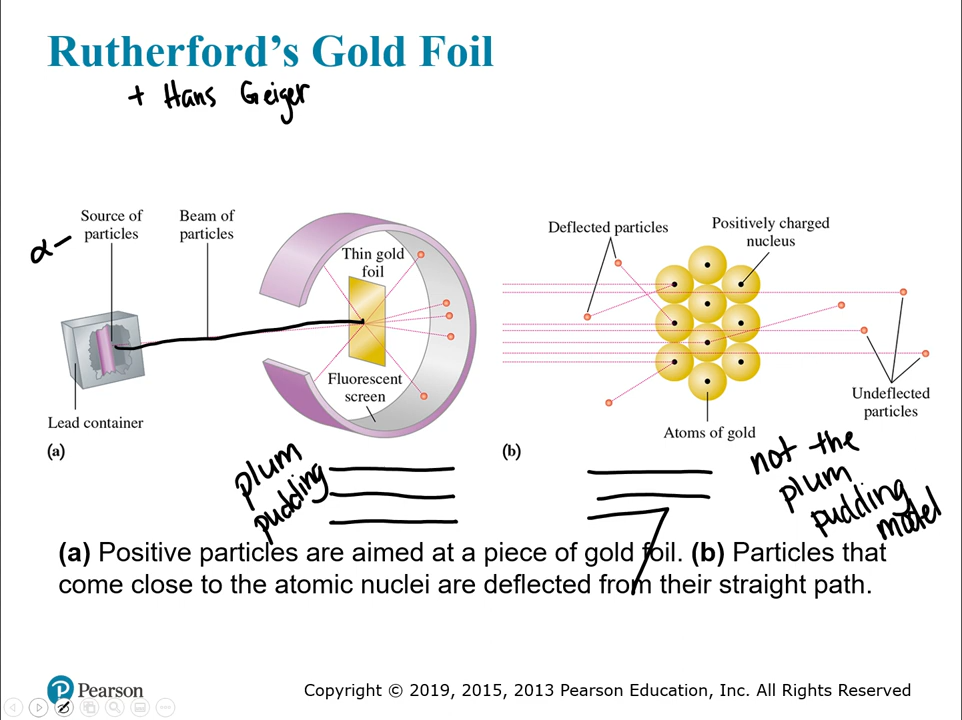 Rutherford's Gold Foil
+ Hans Geiger
α-
Source of
particles
Beam of
particles
Thin gold
foil
Fluorescent
screen
Lead container
(a)
Deflected particles
Positively charged
nucleus
Undeflected
particles
Atoms of gold
(b)
plum
pudding
not the
plum
pudding
model
(a) Positive particles are aimed at a piece of gold foil. (b) Particles that
come close to the atomic nuclei are deflected from their straight path.
Pearson
Copyright © 2019, 2015, 2013 Pearson Education, Inc. All Rights Reserved